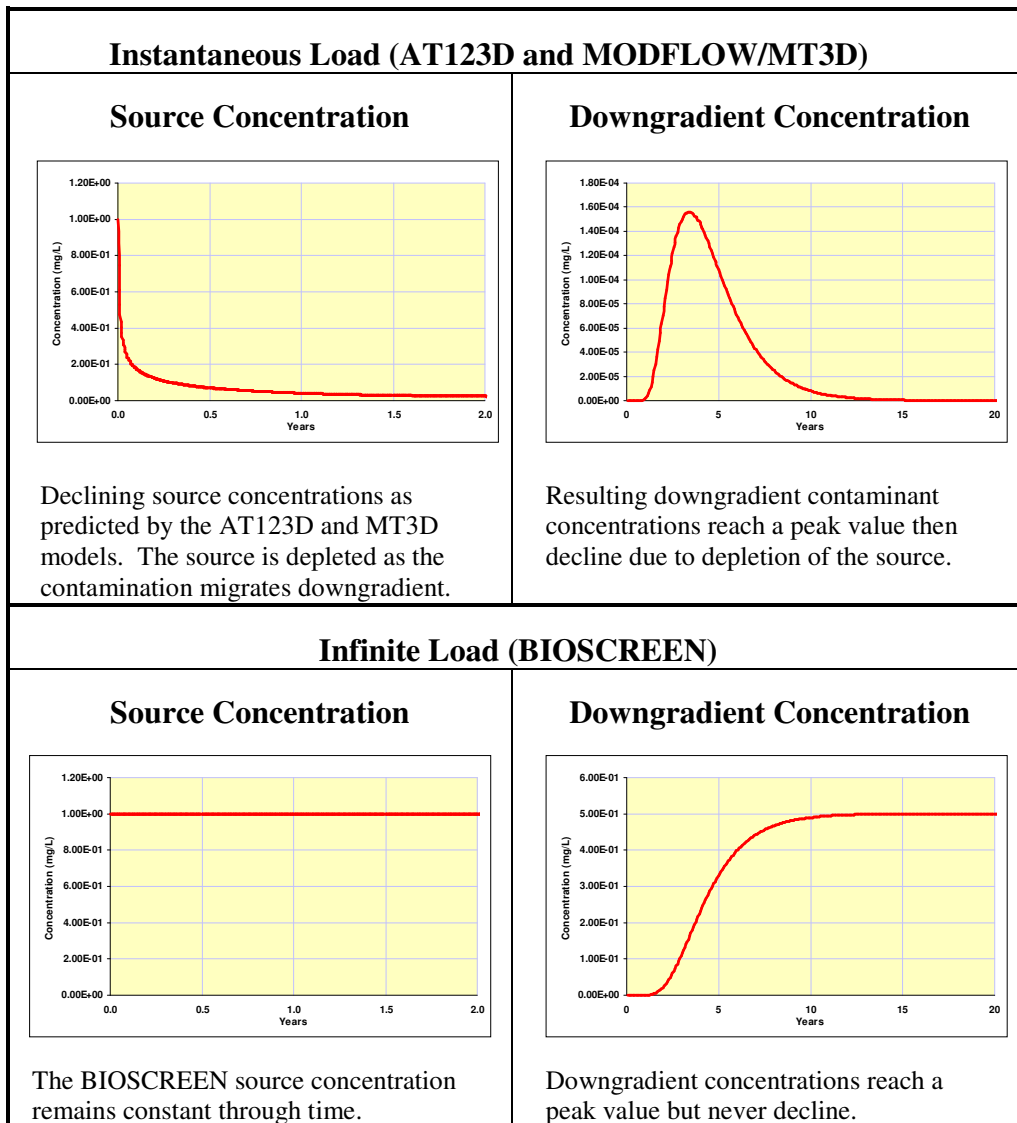 Instantaneous Load (AT123D and MODFLOW/MT3D)
Source Concentration
1.20E+00
1.00E+00
8.00E-01
6.00E-01
4.00E-01
2.00E-01
0.00E+00
Concentration (mg/L)
0.0 0.5 1.0 1.5 2.0
Years
Declining source concentrations as
predicted by the AT123D and MT3D
models. The source is depleted as the
contamination migrates downgradient.
Downgradient Concentration
1.80E-04
1.60E-04
1.40E-04
1.20E-04
1.00E-04
8.00E-05
6.00E-05
4.00E-05
2.00E-05
0.00E+00
Concentration (mg/L)
0 5 10 15 20
Years
Resulting downgradient contaminant
concentrations reach a peak value then
decline due to depletion of the source.
Infinite Load (BIOSCREEN)
Source Concentration
1.20E+00
1.00E+00
8.00E-01
6.00E-01
4.00E-01
2.00E-01
0.00E+00
Concentration (mg/L)
0.0 0.5 1.0 1.5 2.0
Years
The BIOSCREEN source concentration
remains constant through time.
Downgradient Concentration
6.00E-01
5.00E-01
4.00E-01
3.00E-01
2.00E-01
1.00E-01
0.00E+00
Concentration (mg/L)
0 5 10 15 20
Years
Downgradient concentrations reach a
peak value but never decline.